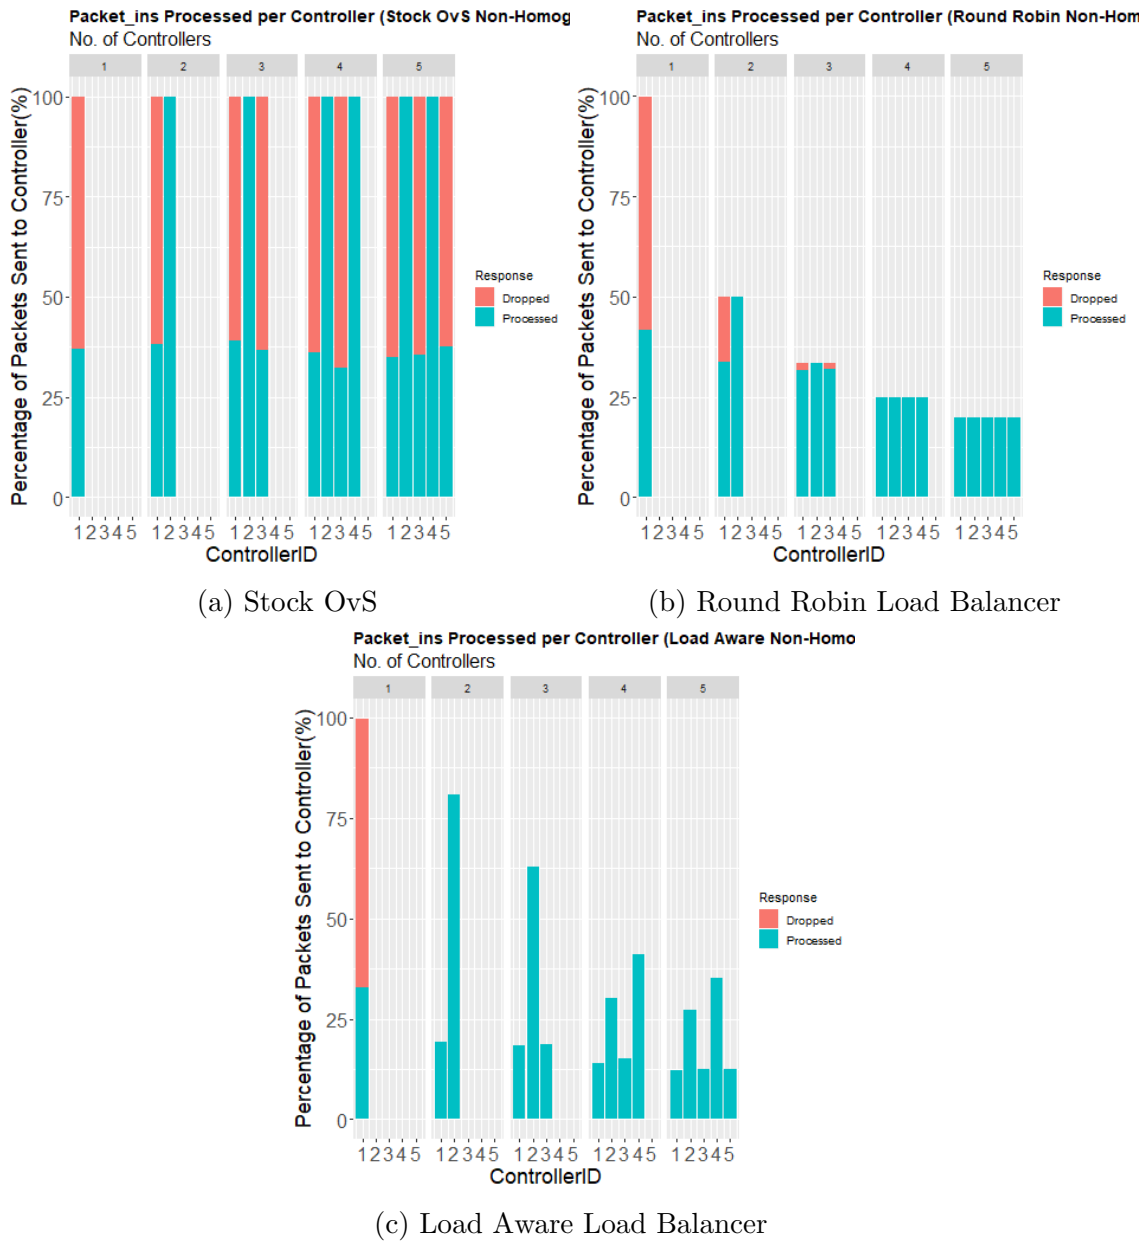 Packet_ins Processed per Controller (Stock OvS Non-Homog
No. of Controllers
1 2 3 4 5
Percentage of Packets Sent to Controller(%)
100
75
50
25
0
12345 12345 12345 12345 12345
ControllerID
Response
Dropped
Processed
(a) Stock OvS
Packet_ins Processed per Controller (Round Robin Non-Hom
No. of Controllers
1 2 3 4 5
Percentage of Packets Sent to Controller(%)
100
75
50
25
0
12345 12345 12345 12345 12345
ControllerID
Response
Dropped
Processed
(b) Round Robin Load Balancer
Packet_ins Processed per Controller (Load Aware Non-Homo
No. of Controllers
1 2 3 4 5
Percentage of Packets Sent to Controller(%)
100
75
50
25
0
12345 12345 12345 12345 12345
ControllerID
Response
Dropped
Processed
(c) Load Aware Load Balancer